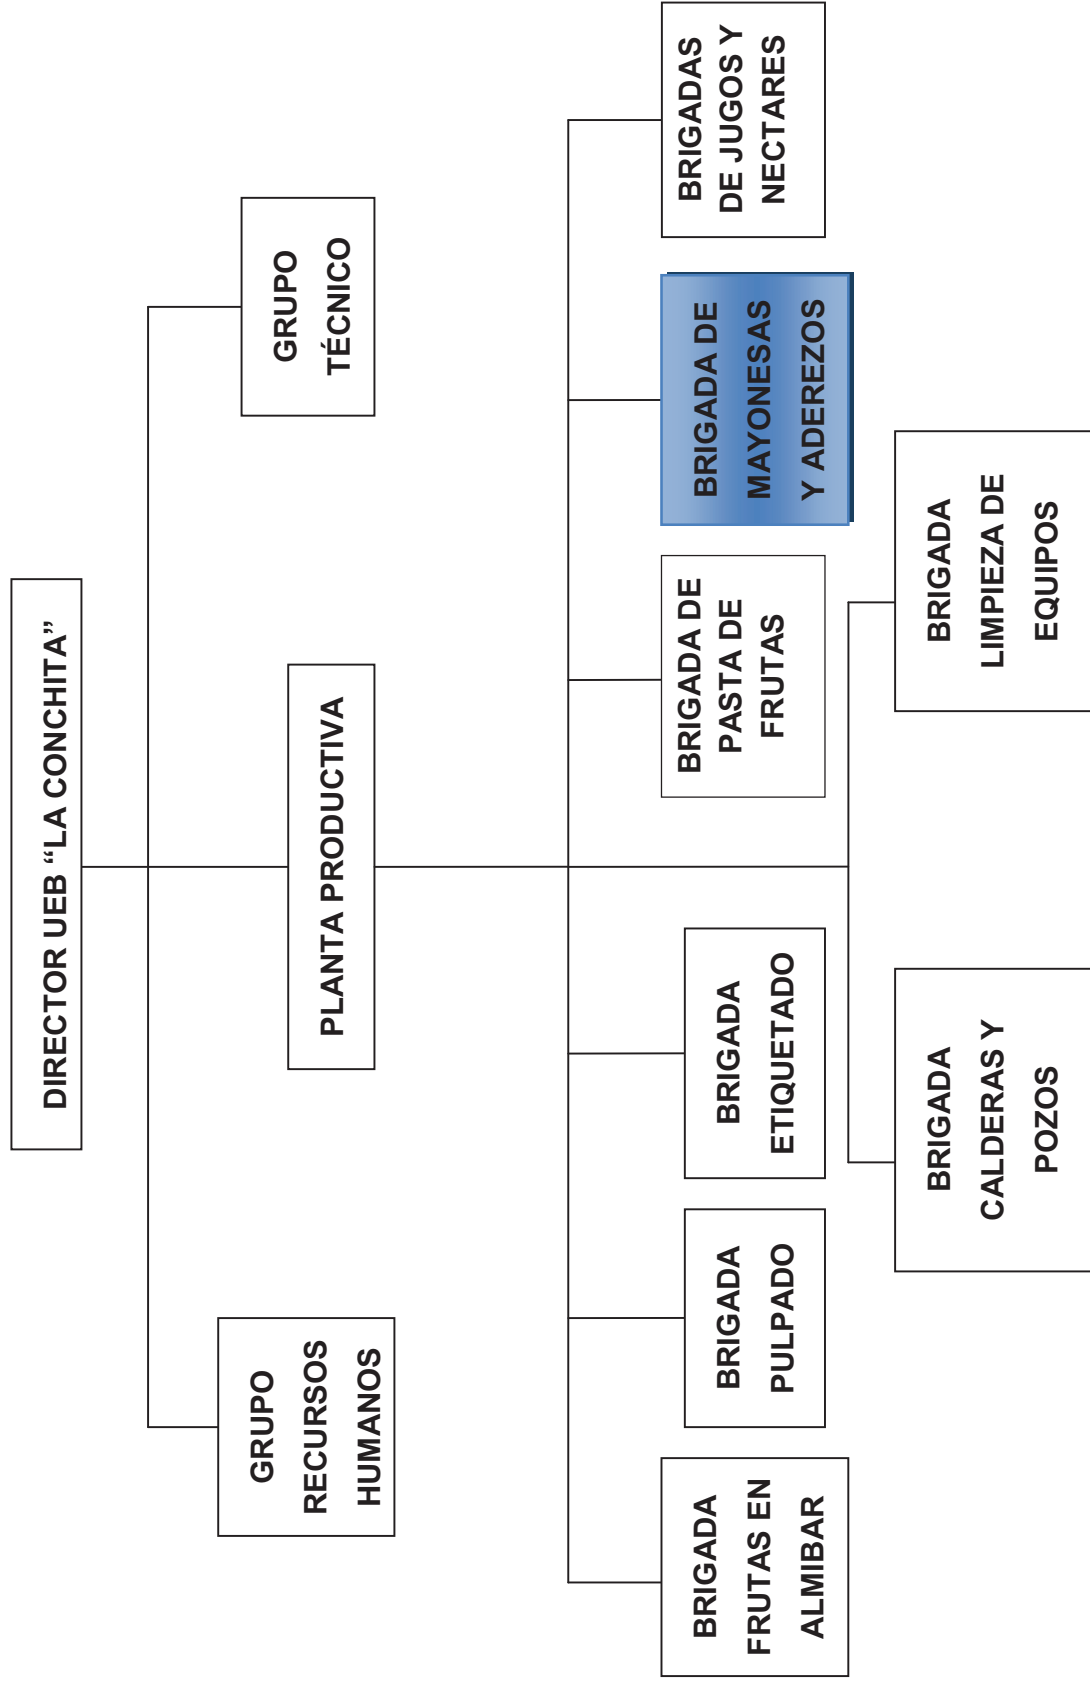 DIRECTOR UEB “LA CONCHITA”
GRUPO
RECURSOS
HUMANOS
PLANTA PRODUCTIVA
GRUPO
TÉCNICO
BRIGADA
FRUTAS EN
ALMIBAR
BRIGADA
PULPADO
BRIGADA
ETIQUETADO
BRIGADA DE
PASTA DE
FRUTAS
BRIGADA DE
MAYONESAS
Y ADEREZOS
BRIGADAS
DE JUGOS Y
NECTARES
BRIGADA
CALDERAS Y
POZOS
BRIGADA
LIMPIEZA DE
EQUIPOS